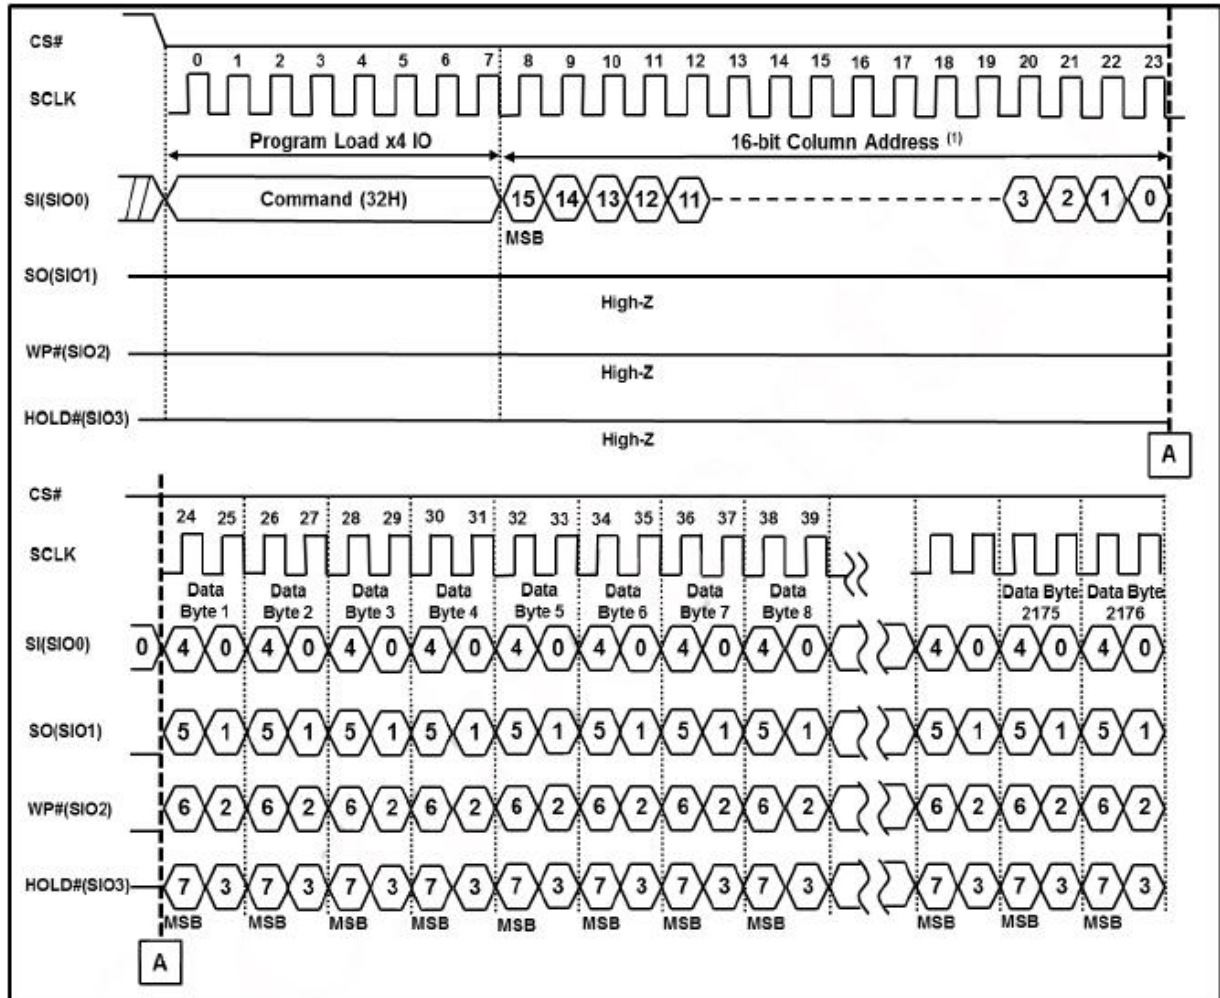 CS#
0 1 2 3 4 5 6 7 8 9 10 11 12 13 14 15 16 17 18 19 20 21 22 23
SCLK
Program Load x4 IO 16-bit Column Address (1)
SI(SIO0) Command (32H) 15 14 13 12 11 3 2 1 0
MSB
SO(SIO1)
High-Z
WP#(SIO2)
High-Z
HOLD#(SIO3)
High-Z
A
CS#
24 25 26 27 28 29 30 31 32 33 34 35 36 37 38 39
SCLK
Data Data Data Data Data Data Data Data Data Byte Data Byte
Byte 1 Byte 2 Byte 3 Byte 4 Byte 5 Byte 6 Byte 7 Byte 8 2175 2176
SI(SIO0) 0 4 0 4 0 4 0 4 0 4 0 4 0 4 0 4 0 4 0 4 0 4 0
SO(SIO1) 5 1 5 1 5 1 5 1 5 1 5 1 5 1 5 1 5 1 5 1 5 1
WP#(SIO2) 6 2 6 2 6 2 6 2 6 2 6 2 6 2 6 2 6 2 6 2 6 2
HOLD#(SIO3) 7 3 7 3 7 3 7 3 7 3 7 3 7 3 7 3 7 3 7 3 7 3
MSB MSB MSB MSB MSB MSB MSB MSB MSB MSB MSB
A